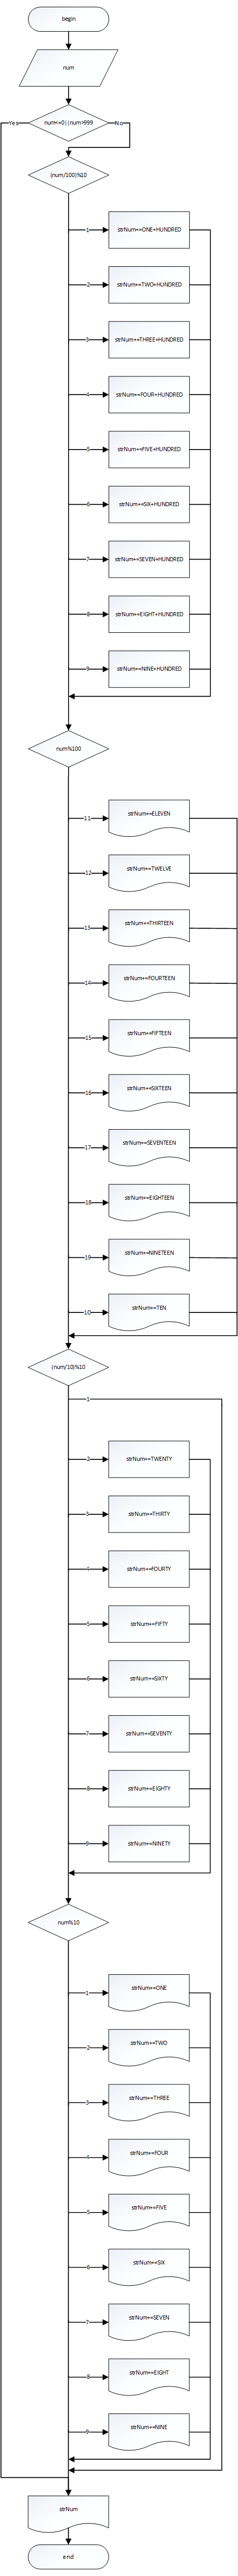 begin
num
num<=0||num>999
Yes
No
(num/100)%10
1
strNum+=ONE+HUNDRED
2
strNum+=TWO+HUNDRED
3
strNum+=THREE+HUNDRED
4
strNum+=FOUR+HUNDRED
5
strNum+=FIVE+HUNDRED
6
strNum+=SIX+HUNDRED
7
strNum+=SEVEN+HUNDRED
8
strNum+=EIGHT+HUNDRED
9
strNum+=NINE+HUNDRED
num%100
11
strNum+=ELEVEN
12
strNum+=TWELVE
13
strNum+=THIRTEEN
14
strNum+=FOURTEEN
15
strNum+=FIFTEEN
16
strNum+=SIXTEEN
17
strNum+=SEVENTEEN
18
strNum+=EIGHTEEN
19
strNum+=NINETEEN
10
strNum+=TEN
(num/10)%10
1
2
strNum+=TWENTY
3
strNum+=THIRTY
4
strNum+=FOURTY
5
strNum+=FIFTY
6
strNum+=SIXTY
7
strNum+=SEVENTY
8
strNum+=EIGHTY
9
strNum+=NINETY
num%10
1
strNum+=ONE
2
strNum+=TWO
3
strNum+=THREE
4
strNum+=FOUR
5
strNum+=FIVE
6
strNum+=SIX
7
strNum+=SEVEN
8
strNum+=EIGHT
9
strNum+=NINE
strNum
end